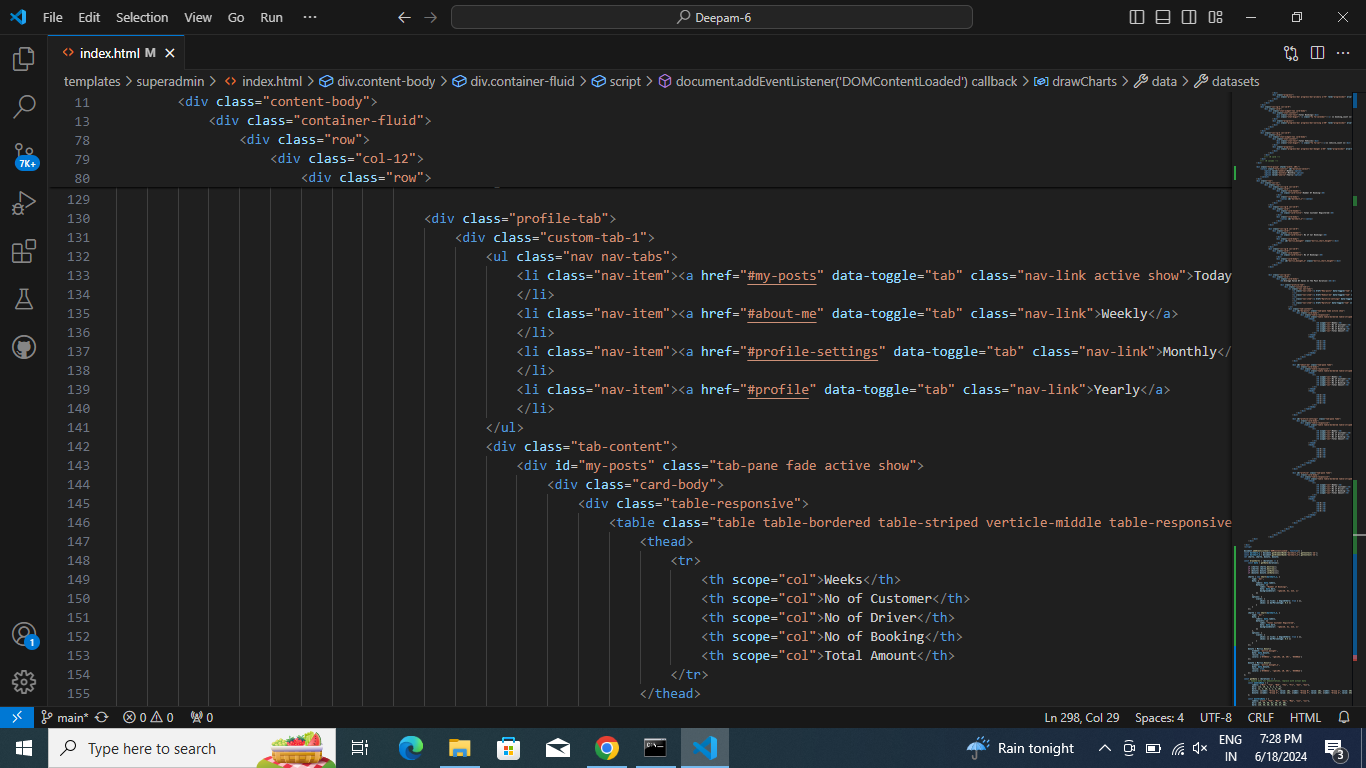 File Edit Selection View Go Run ··· Deepam-6
index.html M
templates > superadmin > index.html > div.content-body > div.container-fluid > script > document.addEventListener('DOMContentLoaded') callback > drawCharts > data > datasets
11 <div class="content-body">
13 <div class="container-fluid">
78 <div class="row">
79 <div class="col-12">
80 <div class="row">
129
130 <div class="profile-tab">
131 <div class="custom-tab-1">
132 <ul class="nav nav-tabs">
133 <li class="nav-item"><a href="#my-posts" data-toggle="tab" class="nav-link active show">Today
134 </li>
135 <li class="nav-item"><a href="#about-me" data-toggle="tab" class="nav-link">Weekly</a>
136 </li>
137 <li class="nav-item"><a href="#profile-settings" data-toggle="tab" class="nav-link">Monthly</
138 </li>
139 <li class="nav-item"><a href="#profile" data-toggle="tab" class="nav-link">Yearly</a>
140 </li>
141 </ul>
142 <div class="tab-content">
143 <div id="my-posts" class="tab-pane fade active show">
144 <div class="card-body">
145 <div class="table-responsive">
146 <table class="table table-bordered table-striped verticle-middle table-responsive
147 <thead>
148 <tr>
149 <th scope="col">Weeks</th>
150 <th scope="col">No of Customer</th>
151 <th scope="col">No of Driver</th>
152 <th scope="col">No of Booking</th>
153 <th scope="col">Total Amount</th>
154 </tr>
155 </thead>
7K+
1
main* 0 0 0 Ln 298, Col 29 Spaces: 4 UTF-8 CRLF HTML
Type here to search Rain tonight ENG IN 7:28 PM 6/18/2024 3